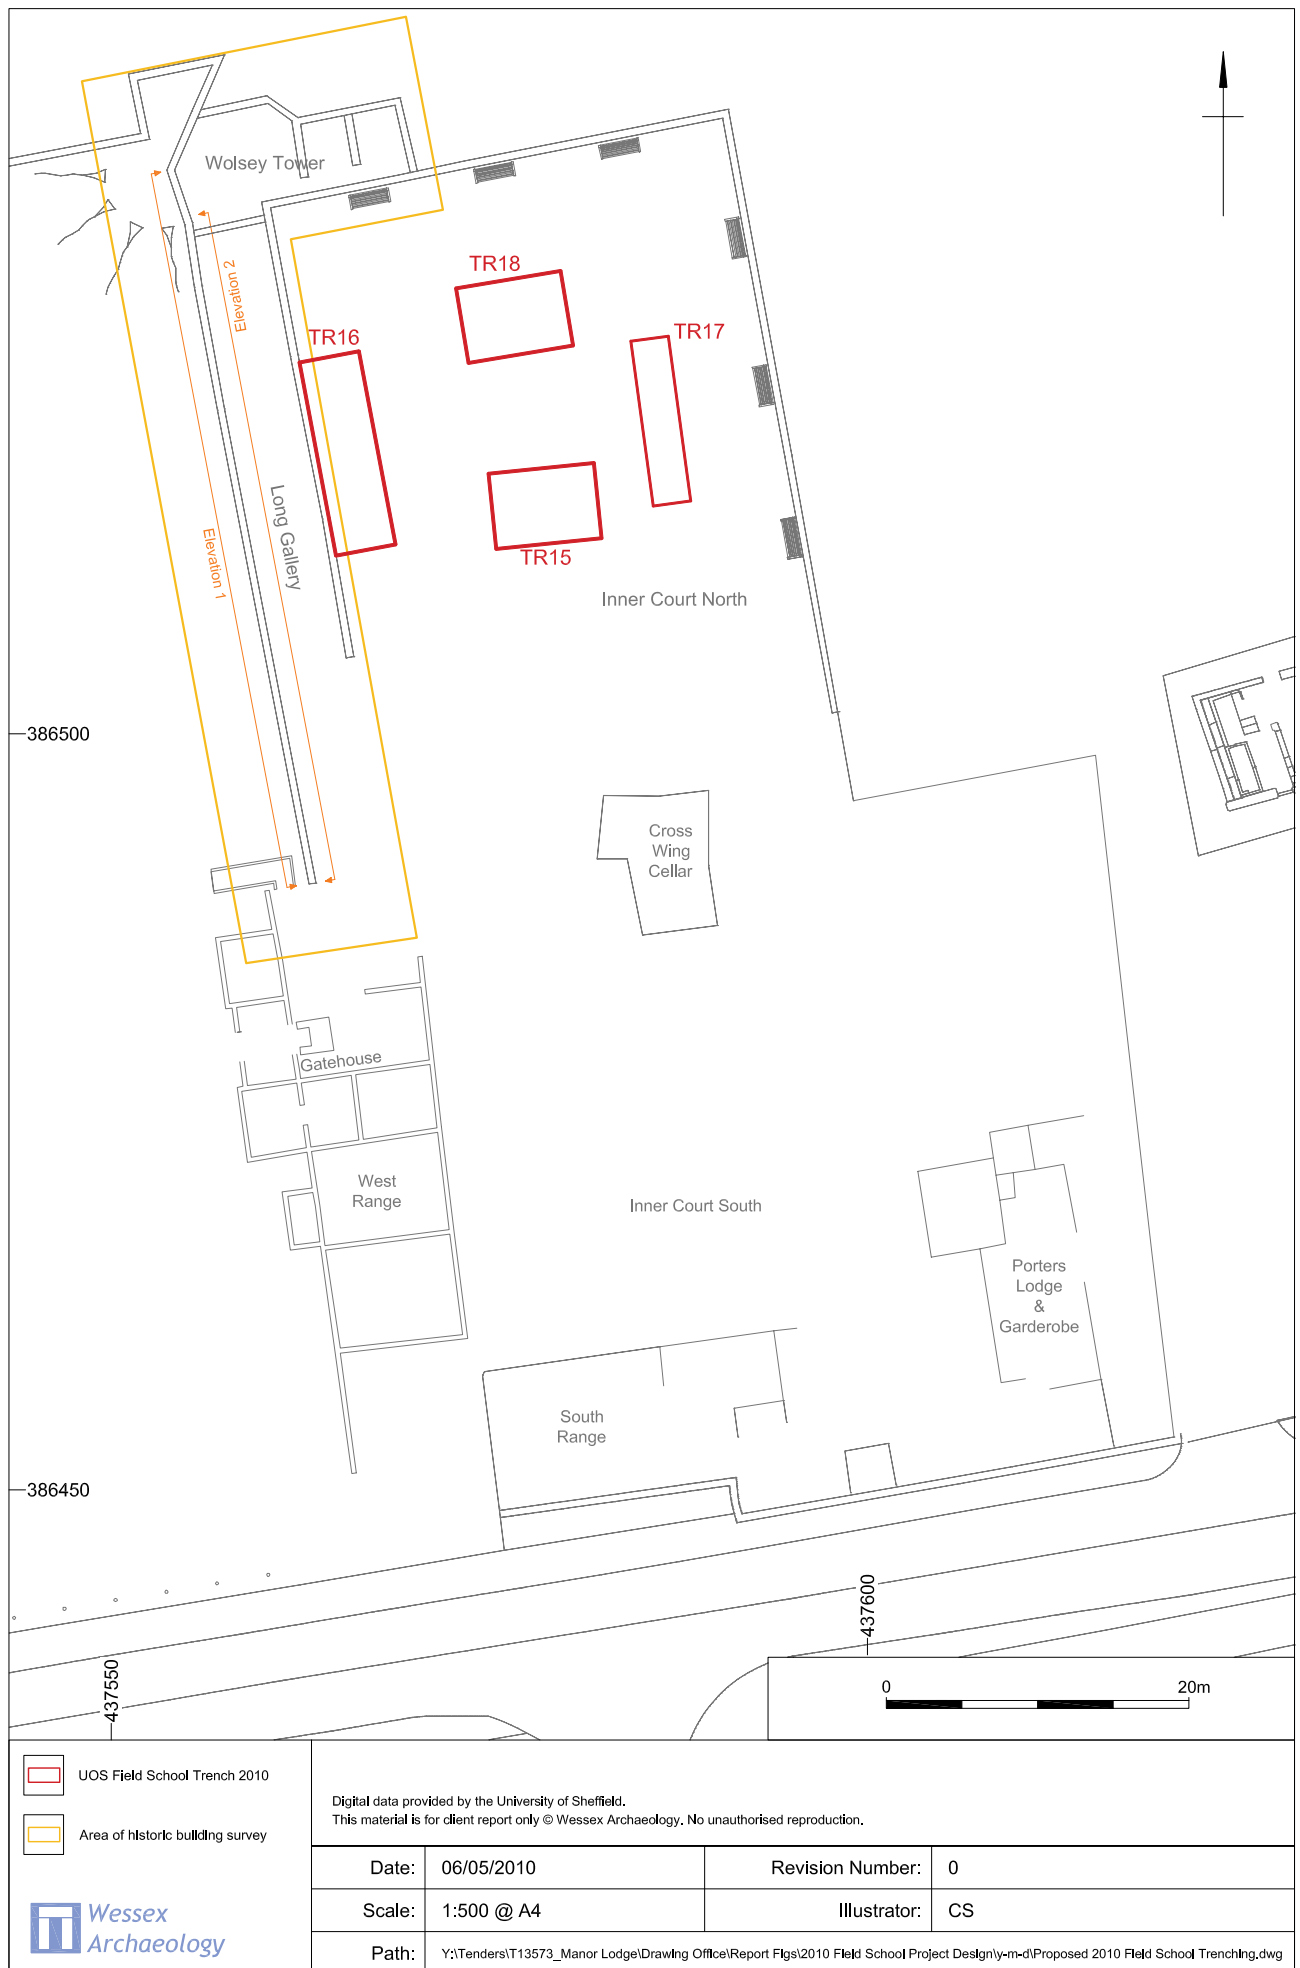 Wolsey Tower
TR18
TR17
TR16
Elevation 2
Long Gallery
Elevation 1
TR15
Inner Court North
386500
Cross
Wing
Cellar
Gatehouse
West
Range
Inner Court South
Porters
Lodge
&
Garderobe
South
Range
386450
437600
437550
0 20m
UOS Field School Trench 2010
Area of historic building survey
Wessex
Archaeology
Digital data provided by the University of Sheffield.
This material is for client report only © Wessex Archaeology. No unauthorised reproduction.
Date: 06/05/2010 Revision Number: 0
Scale: 1:500 @ A4 Illustrator: CS
Path: Y:\Tenders\T13573_Manor Lodge\Drawing Office\Report Figs\2010 Field School Project Design\y-m-d\Proposed 2010 Field School Trenching.dwg